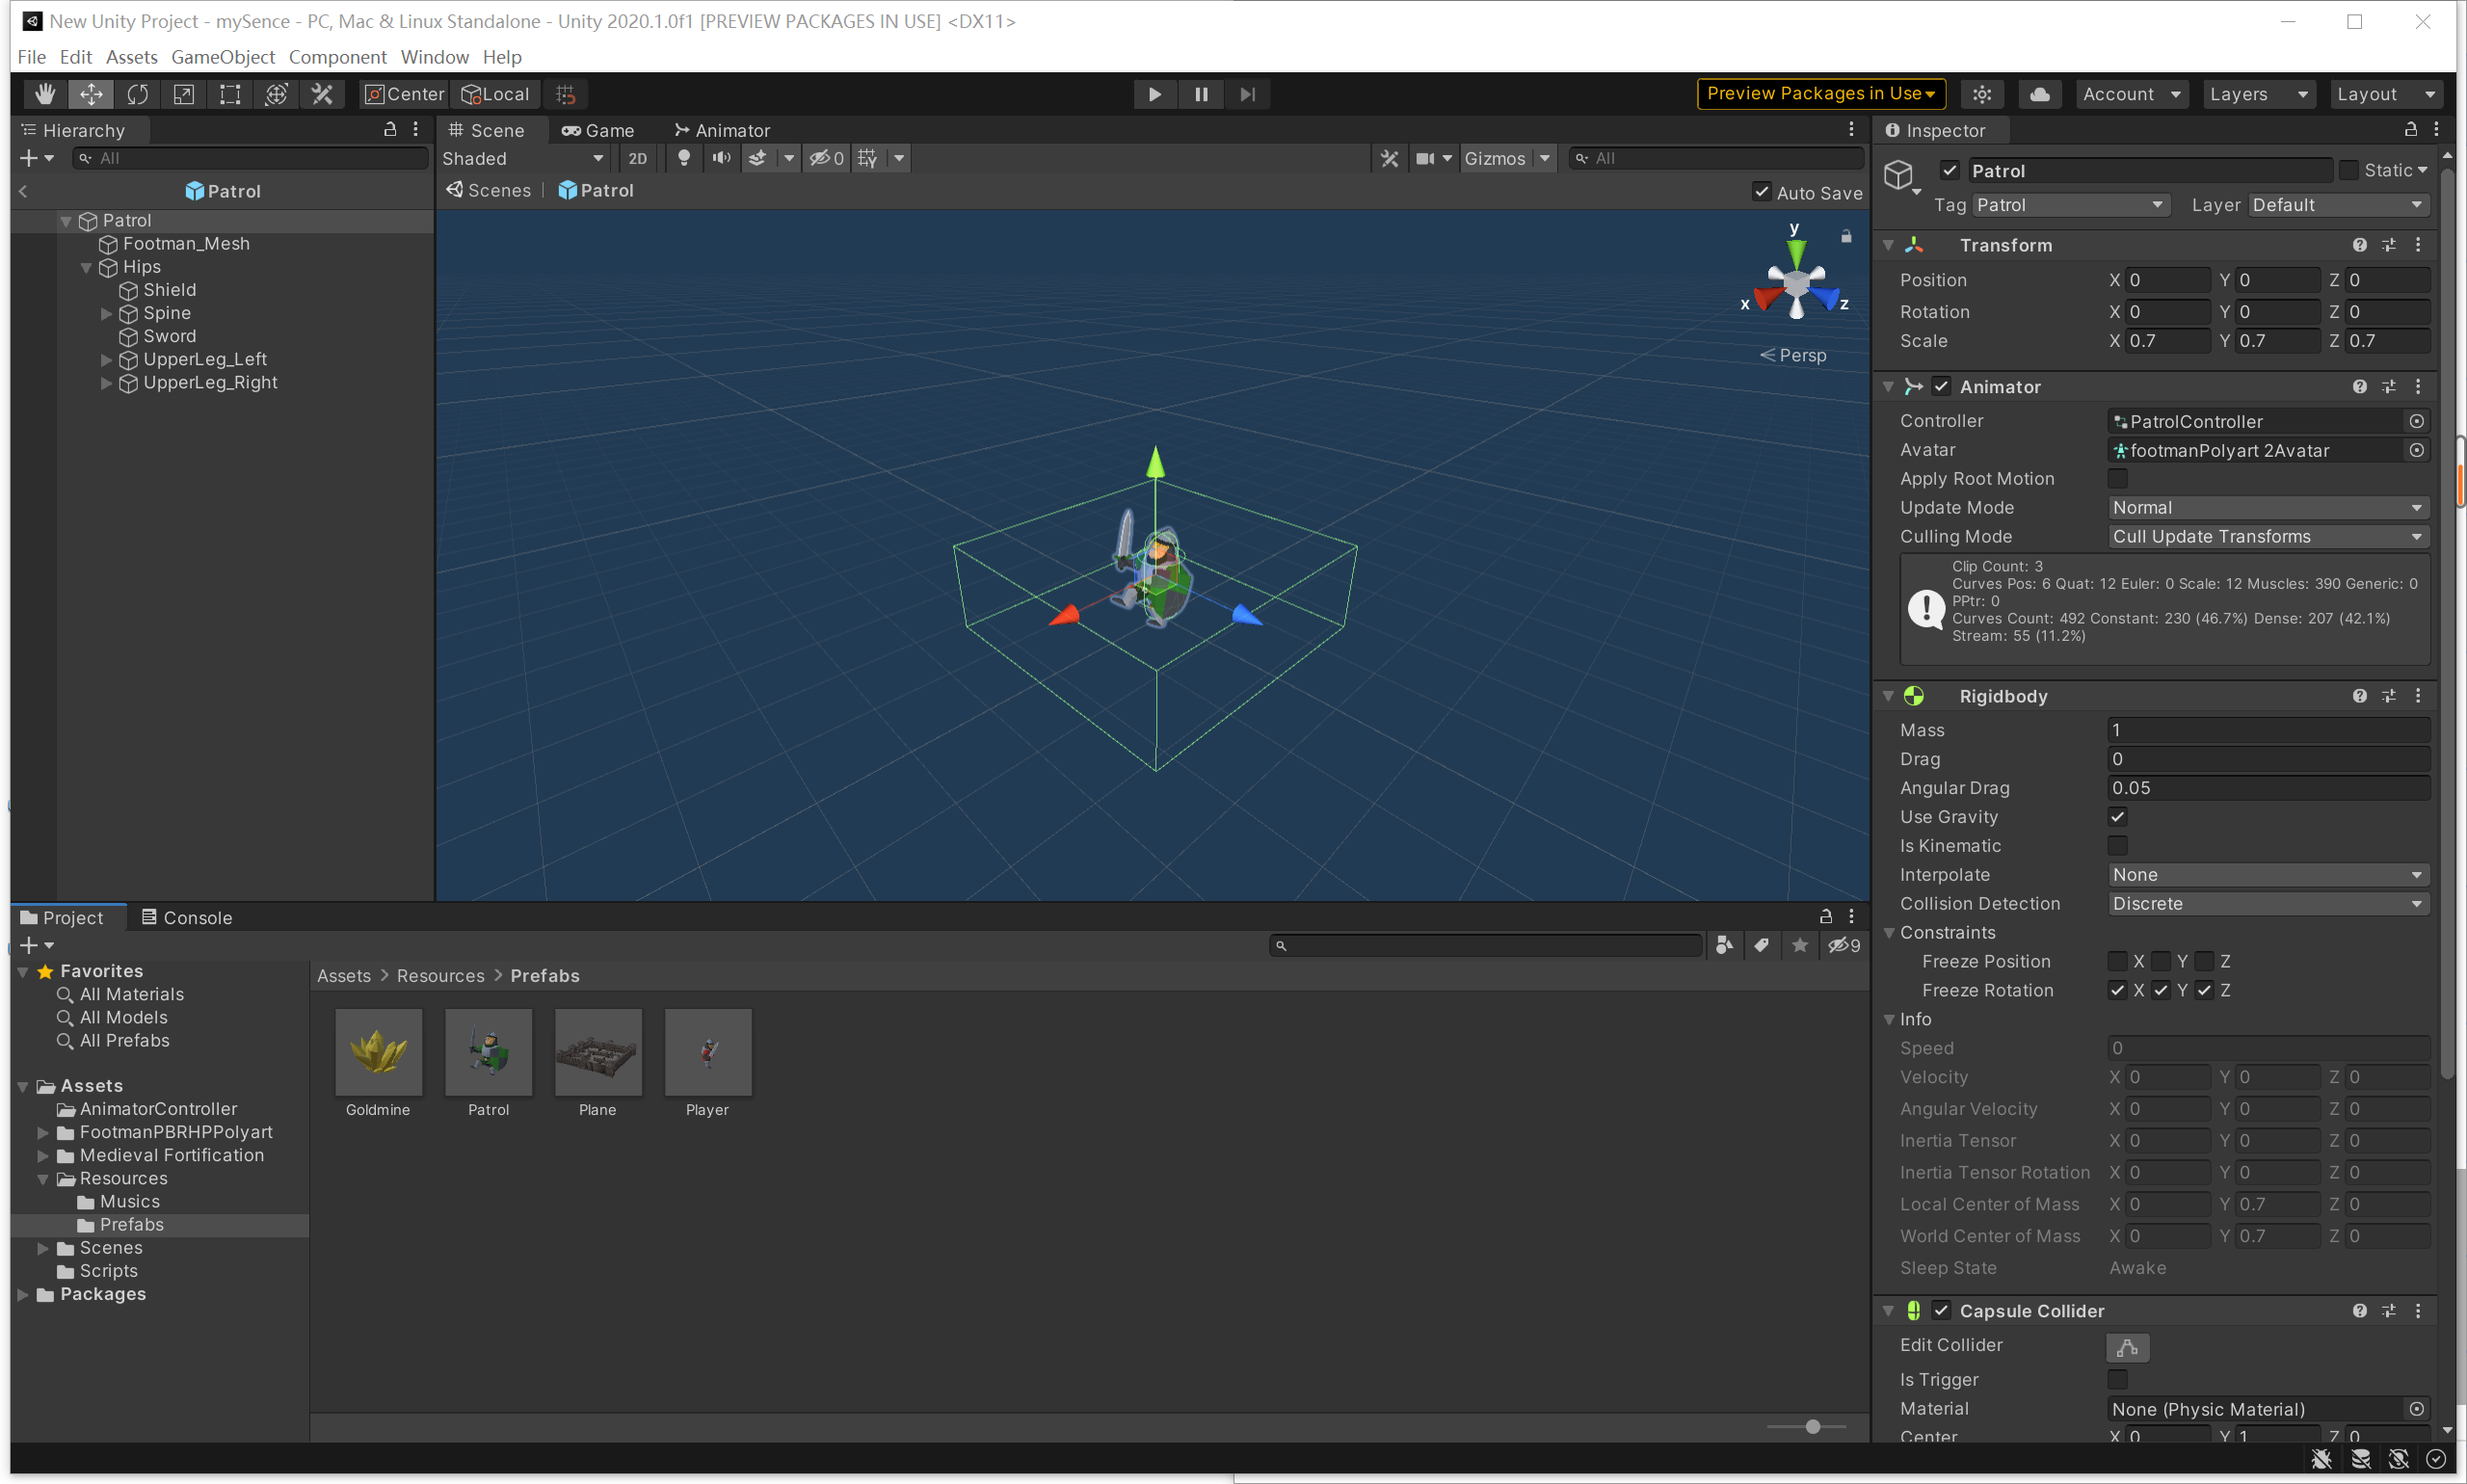 New Unity Project - mySence - PC, Mac & Linux Standalone - Unity 2020.1.0f1 [PREVIEW PACKAGES IN USE] <DX11>
File Edit Assets GameObject Component Window Help
Center Local Preview Packages in Use Account Layers Layout
Hierarchy
All
Patrol
Patrol
Footman_Mesh
Hips
Shield
Spine
Sword
UpperLeg_Left
UpperLeg_Right
Scene Game Animator
Shaded 2D 0 Gizmos All
Scenes | Patrol Auto Save
y
x z
Persp
Project Console
9
Favorites
All Materials
All Models
All Prefabs
Assets
AnimatorController
FootmanPBRHPPolyart
Medieval Fortification
Resources
Musics
Prefabs
Scenes
Scripts
Packages
Assets > Resources > Prefabs
Goldmine Patrol Plane Player
Inspector
Patrol Static
Tag Patrol Layer Default
Transform
Position X 0 Y 0 Z 0
Rotation X 0 Y 0 Z 0
Scale X 0.7 Y 0.7 Z 0.7
Animator
Controller PatrolController
Avatar footmanPolyart 2Avatar
Apply Root Motion
Update Mode Normal
Culling Mode Cull Update Transforms
Clip Count: 3
Curves Pos: 6 Quat: 12 Euler: 0 Scale: 12 Muscles: 390 Generic: 0
PPtr: 0
Curves Count: 492 Constant: 230 (46.7%) Dense: 207 (42.1%)
Stream: 55 (11.2%)
Rigidbody
Mass 1
Drag 0
Angular Drag 0.05
Use Gravity
Is Kinematic
Interpolate None
Collision Detection Discrete
Constraints
Freeze Position X Y Z
Freeze Rotation X Y Z
Info
Speed 0
Velocity X 0 Y 0 Z 0
Angular Velocity X 0 Y 0 Z 0
Inertia Tensor X 0 Y 0 Z 0
Inertia Tensor Rotation X 0 Y 0 Z 0
Local Center of Mass X 0 Y 0.7 Z 0
World Center of Mass X 0 Y 0.7 Z 0
Sleep State Awake
Capsule Collider
Edit Collider
Is Trigger
Material None (Physic Material)
Center X 0 Y 1 Z 0